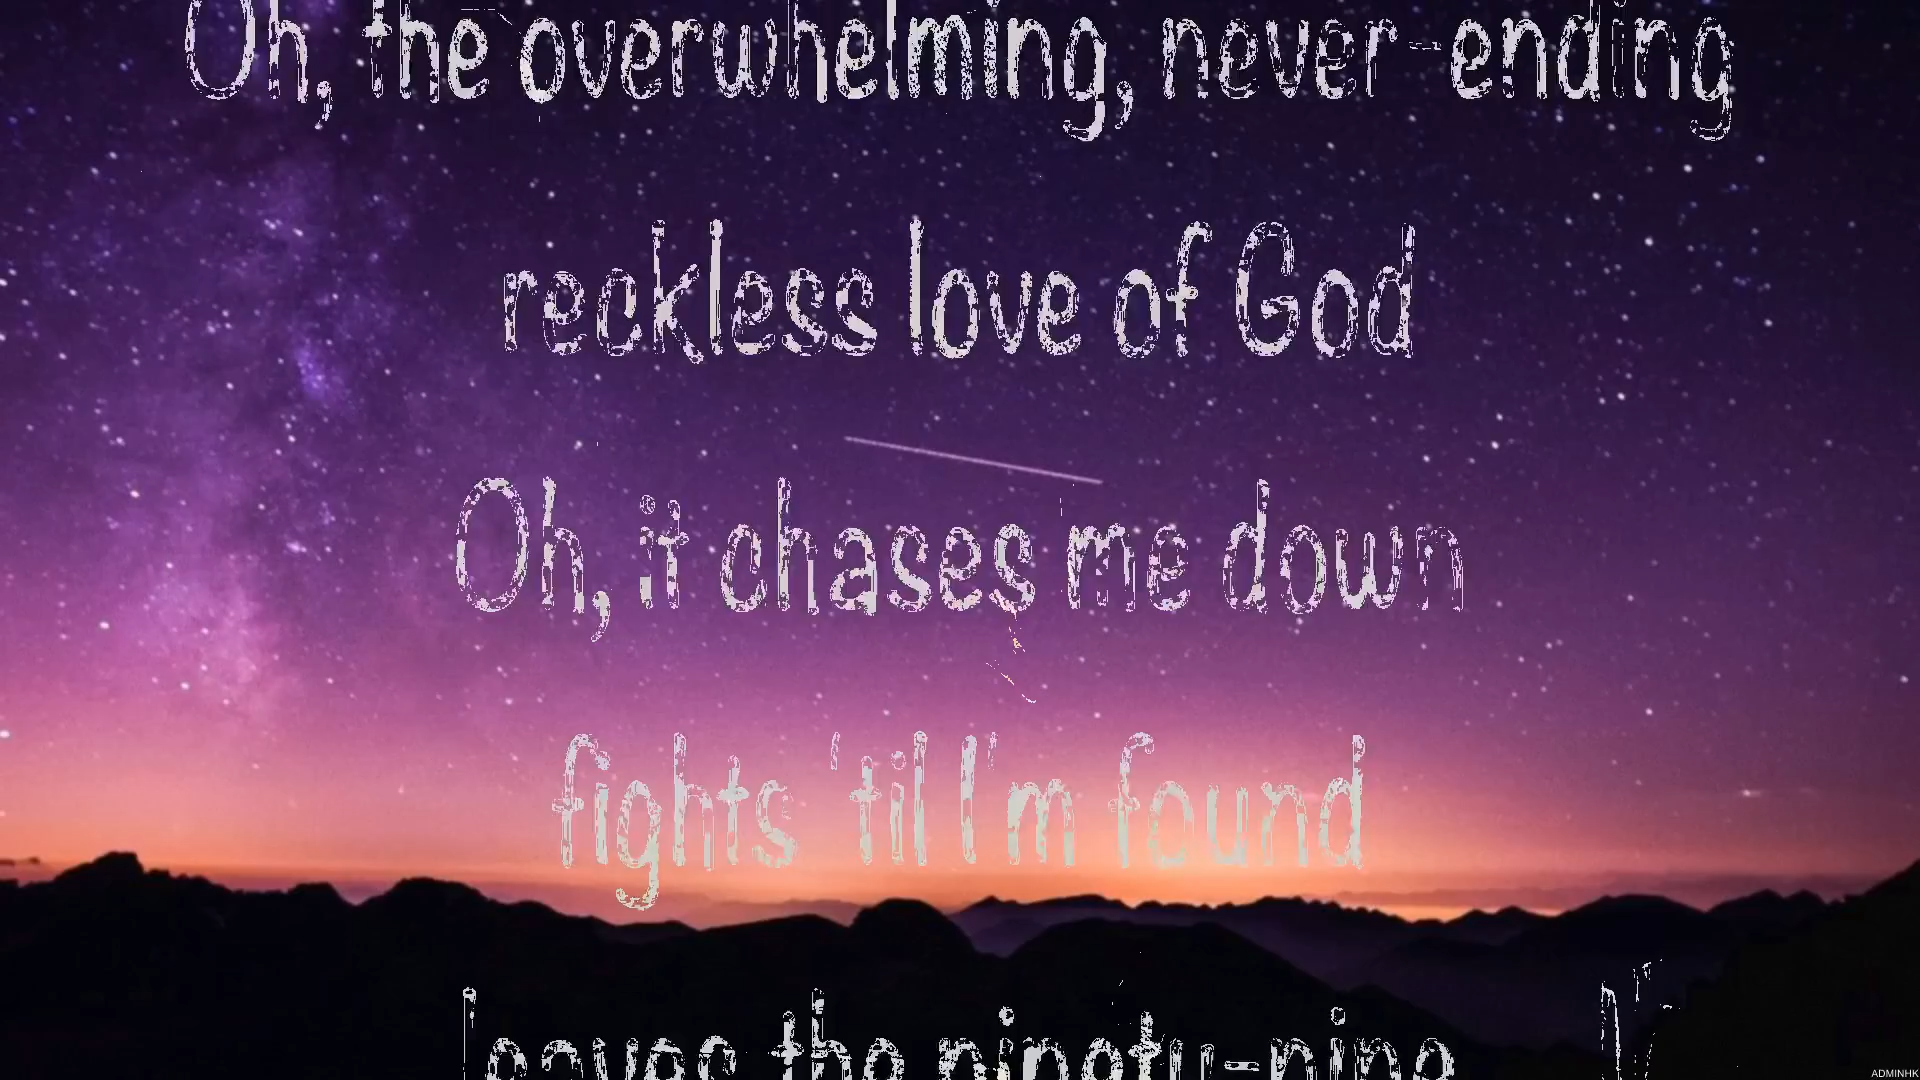 Oh, the overwhelming, never-ending
reckless love of God
Oh, it chases me down
fights 'til I'm found
leaves the ninety-nine
ADMINHK